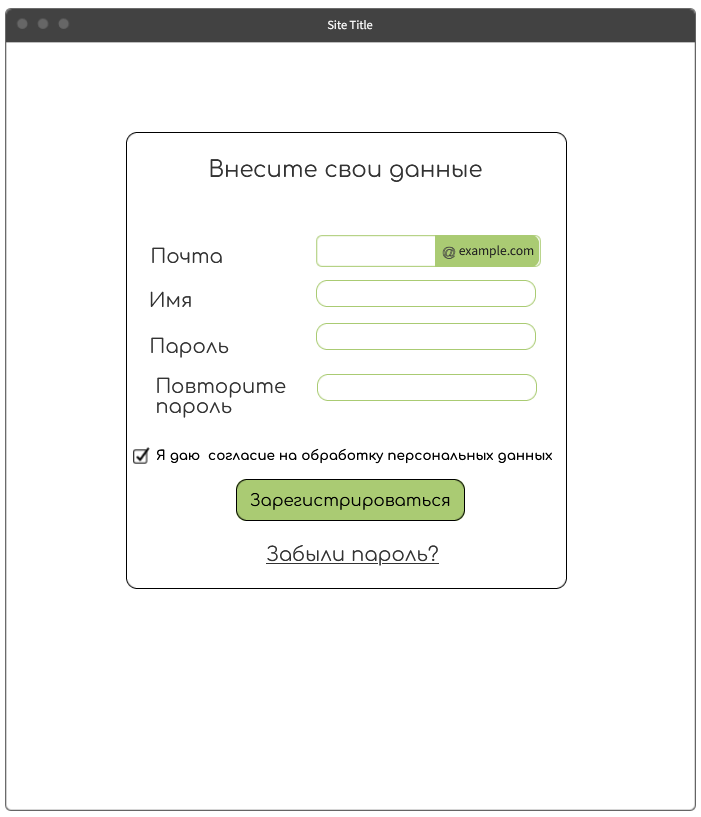 Site Title
Внесите свои данные
Почта
@ example.com
Имя
Пароль
Повторите
пароль
Я даю согласие на обработку персональных данных
Зарегистрироваться
Забыли пароль?